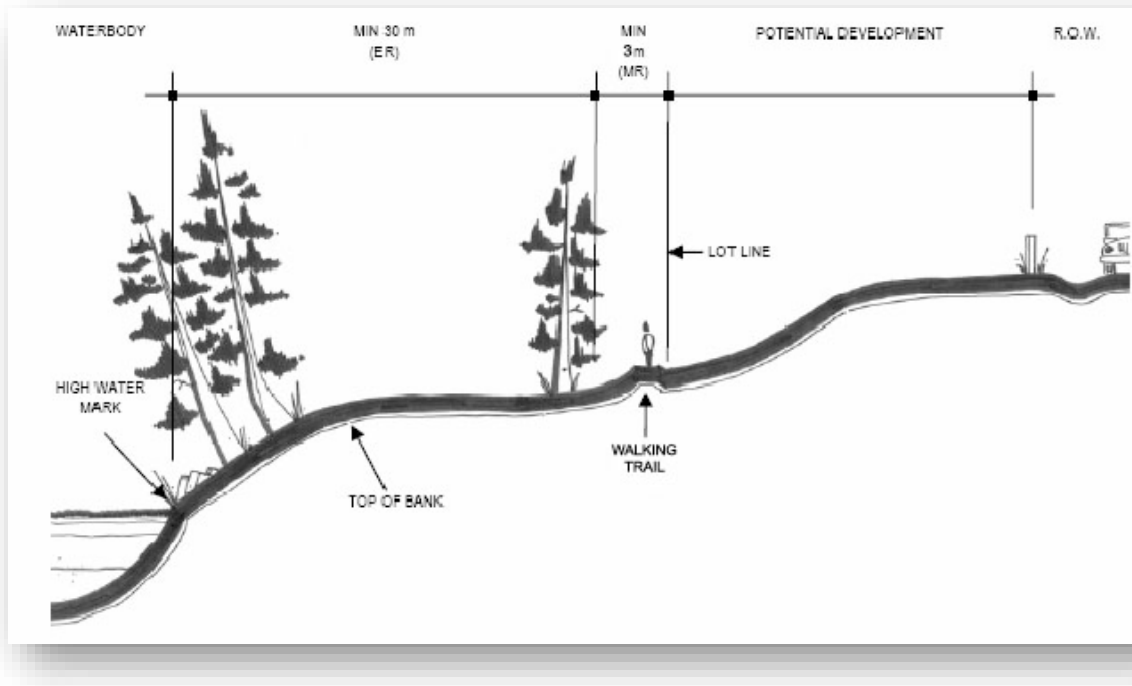 WATERBODY
MIN 30 m
(ER)
MIN
3m
(MR)
POTENTIAL DEVELOPMENT
R.O.W.
LOT LINE
HIGH WATER
MARK
WALKING
TRAIL
TOP OF BANK